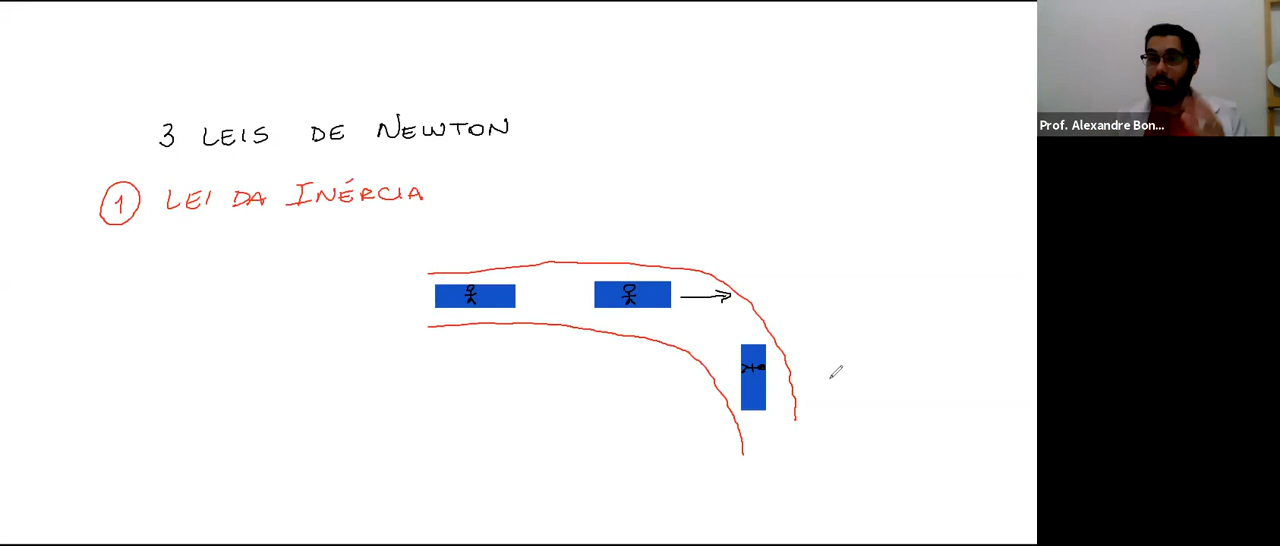 3 LEIS DE NEWTON
1 LEI DA INÉRCIA
Prof. Alexandre Bon...